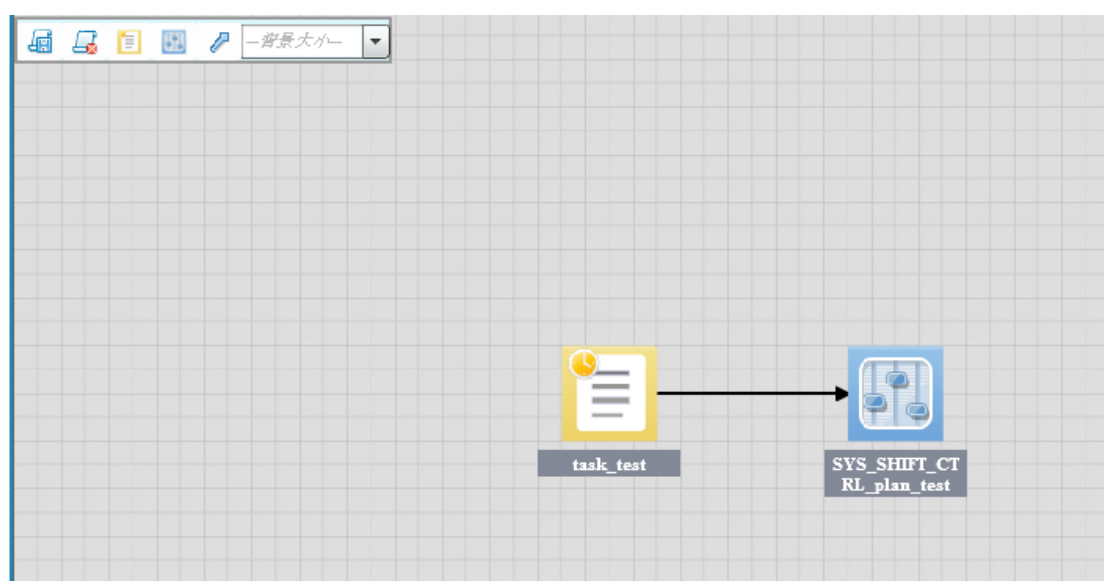 —背景大小—
task_test
SYS_SHIFT_CT
RL_plan_test